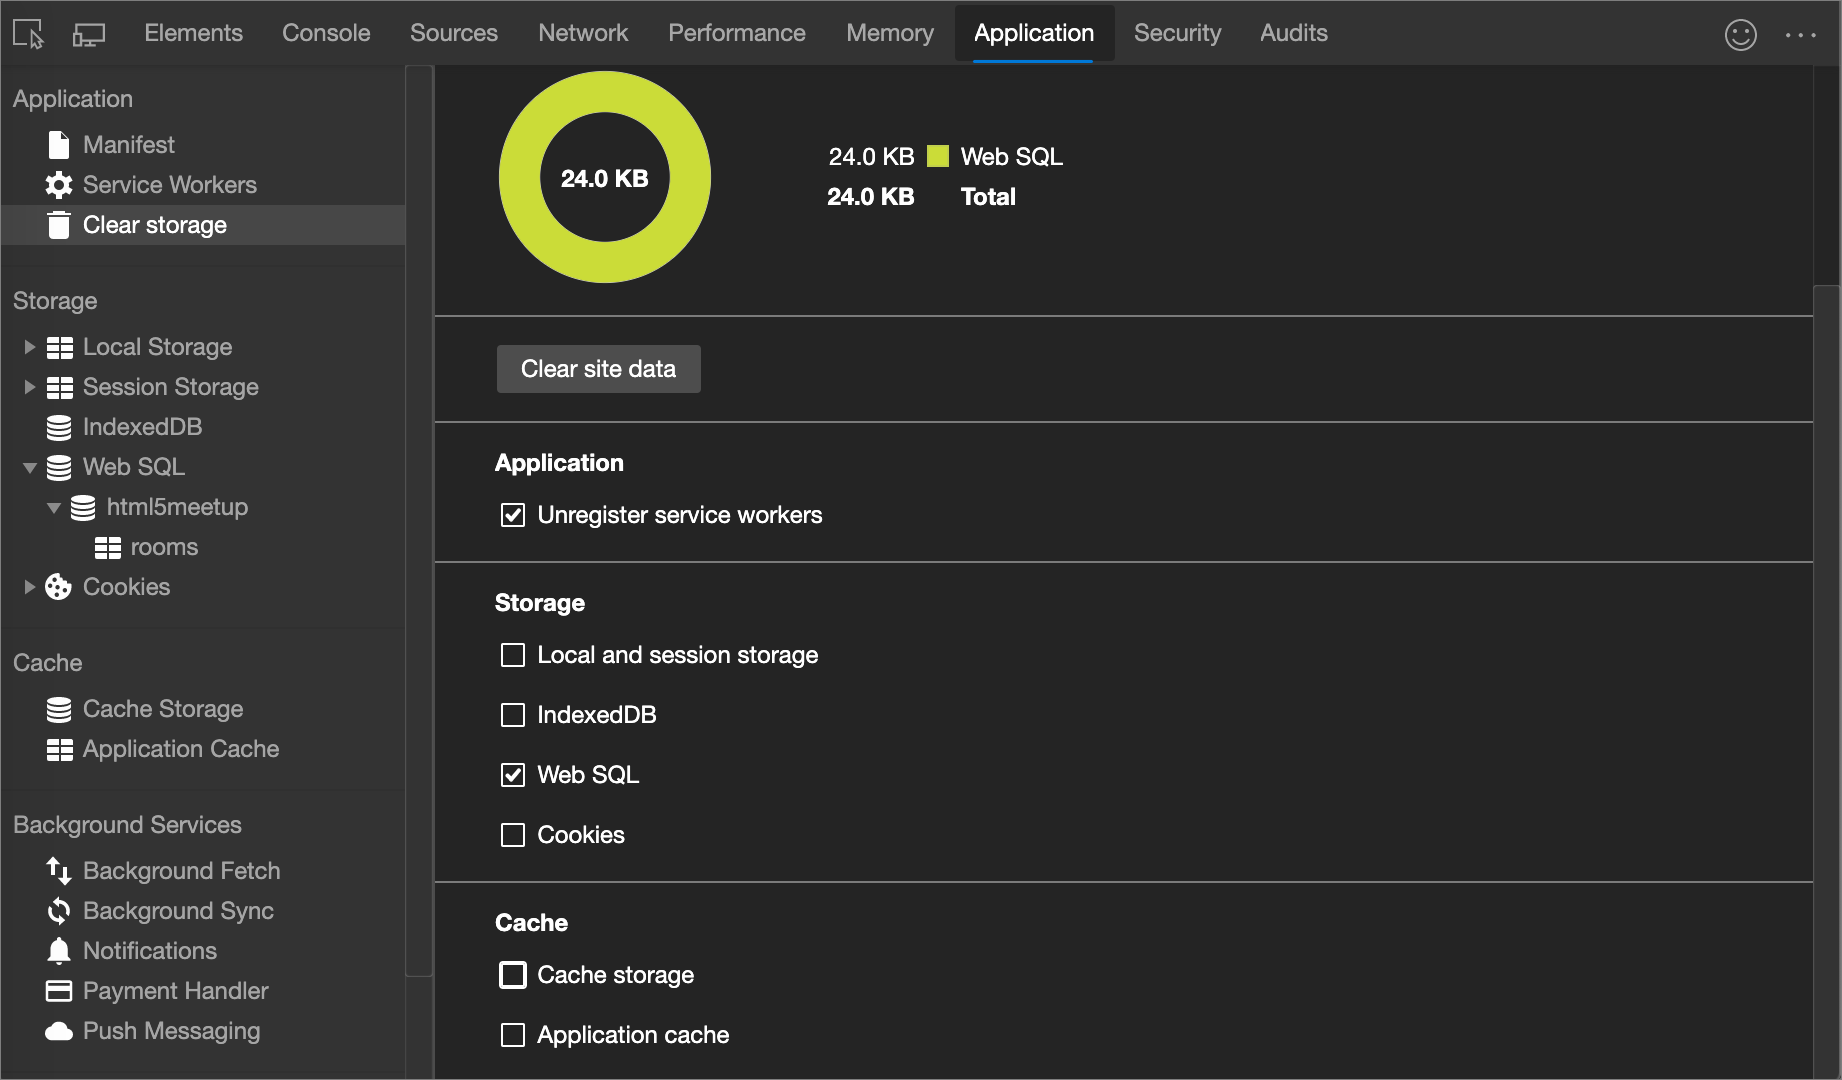 Elements Console Sources Network Performance Memory Application Security Audits
Application
Manifest
Service Workers
Clear storage
Storage
Local Storage
Session Storage
IndexedDB
Web SQL
html5meetup
rooms
Cookies
Cache
Cache Storage
Application Cache
Background Services
Background Fetch
Background Sync
Notifications
Payment Handler
Push Messaging
24.0 KB
24.0 KB Web SQL
24.0 KB Total
Clear site data
Application
Unregister service workers
Storage
Local and session storage
IndexedDB
Web SQL
Cookies
Cache
Cache storage
Application cache